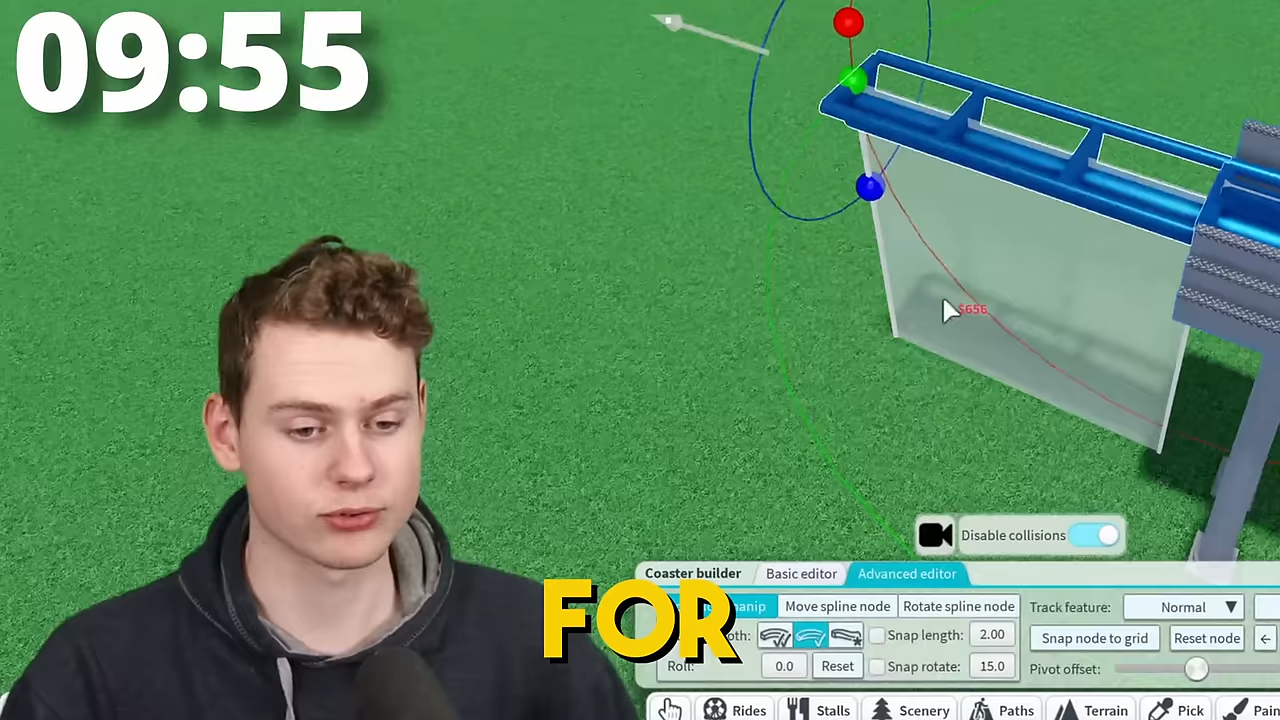 09:55
$656
Disable collisions
Coaster builder Basic editor Advanced editor
manip Move spline node Rotate spline node Track feature: Normal
Snap length: 2.00 Snap node to grid Reset node
Roll: 0.0 Reset Snap rotate: 15.0 Pivot offset:
FOR
Rides Stalls Scenery Paths Terrain Pick